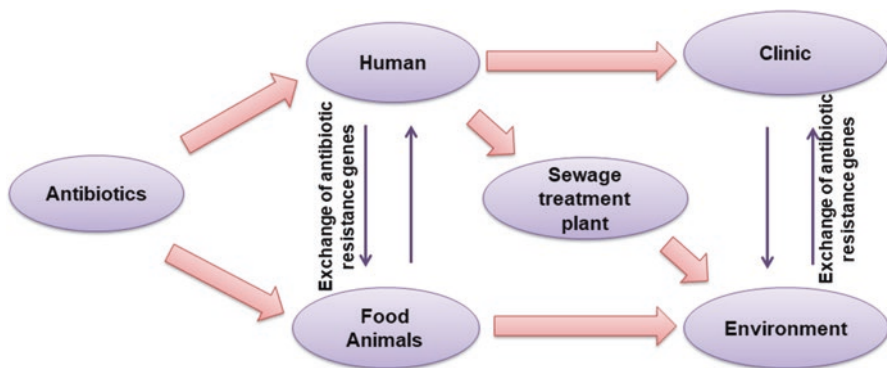 Human
Clinic
Exchange of antibiotic
resistance genes
Exchange of antibiotic
resistance genes
Antibiotics
Sewage
treatment
plant
Food
Animals
Environment